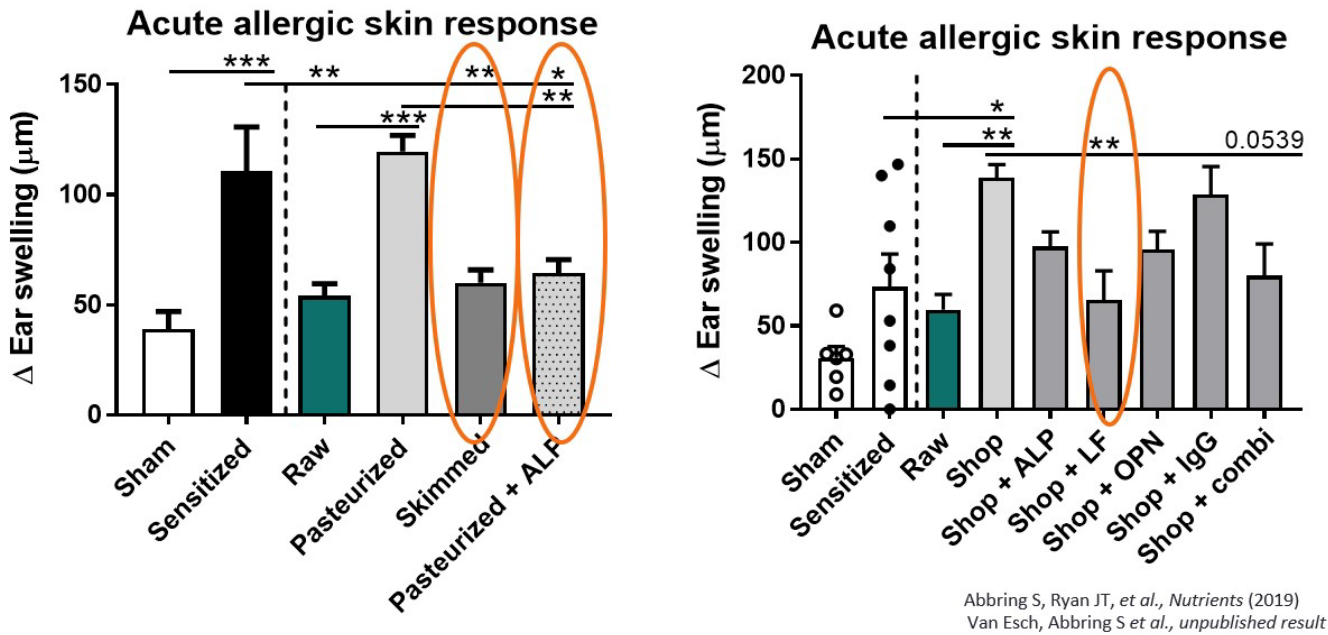 Acute allergic skin response
Δ Ear swelling (μm)
150
100
50
0
***
**
**
*
**
***
Sham
Sensitized
Raw
Pasteurized
Skimmed
Pasteurized + ALP
Acute allergic skin response
Δ Ear swelling (μm)
200
150
100
50
0
*
**
**
0.0539
Sham
Sensitized
Raw
Shop
Shop + ALP
Shop + LF
Shop + OPN
Shop + IgG
Shop + combi
Abbring S, Ryan JT, et al., Nutrients (2019)
Van Esch, Abbring S et al., unpublished result